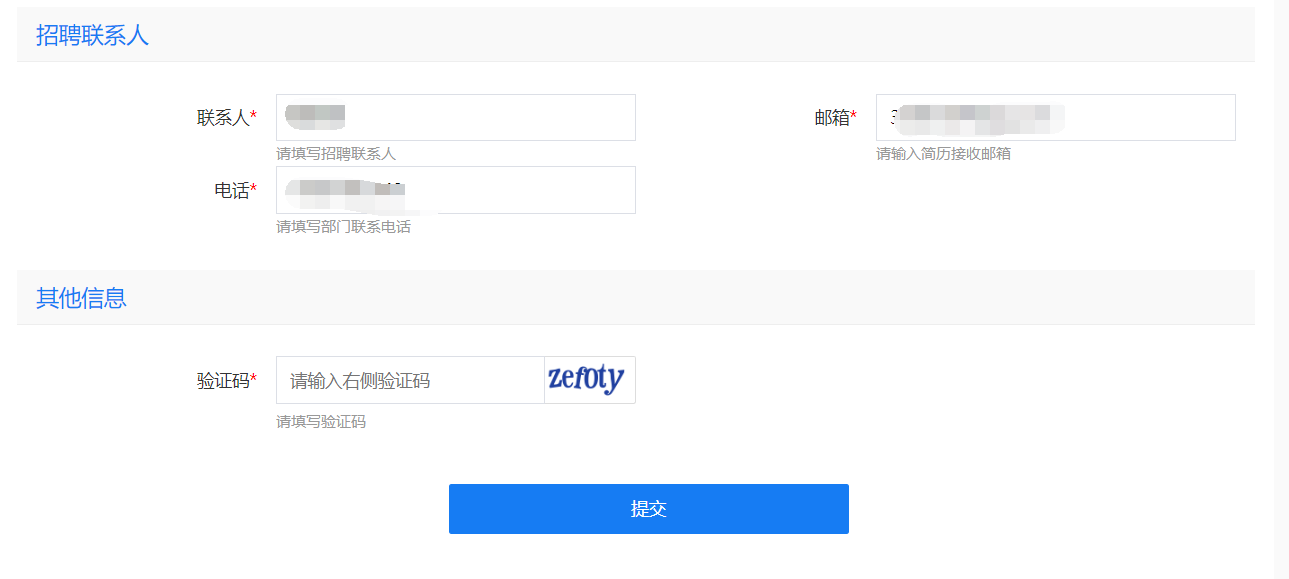 招聘联系人
联系人*
邮箱*
请填写招聘联系人
请输入简历接收邮箱
电话*
请填写部门联系电话
其他信息
验证码*
请输入右侧验证码
zefoty
请填写验证码
提交